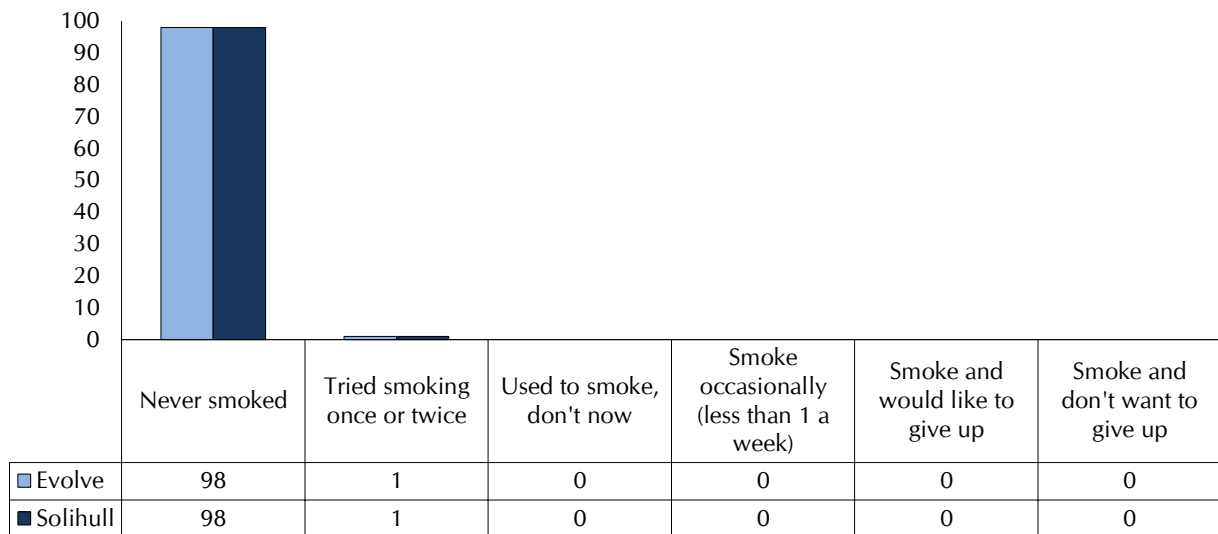 100
90
80
70
60
50
40
30
20
10
0
Never smoked
Tried smoking
once or twice
Used to smoke,
don't now
Smoke
occasionally
(less than 1 a
week)
Smoke and
would like to
give up
Smoke and
don't want to
give up
Evolve 98 1 0 0 0 0
Solihull 98 1 0 0 0 0